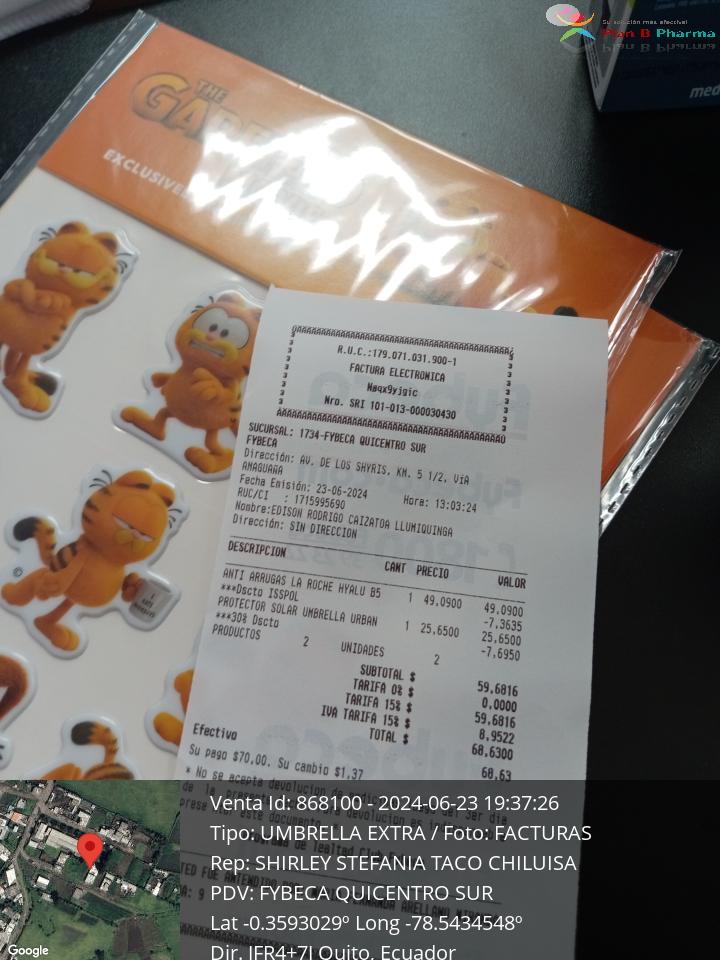 Su solución más efectiva!
Plan B Pharma
med
THE
GA
EXCLUSIVE
R.U.C.:179.071.031.900-1
FACTURA ELECTRONICA
Nmqx9yjgic
Nro. SRI 101-013-000030430
SUCURSAL: 1734-FYBECA QUICENTRO SUR
FYBECA
Dirección: AV. DE LOS SHYRIS, KM. 5 1/2, VíA
AMAGUAÑA
Fecha Emisión: 23-06-2024 Hora: 13:03:24
RUC/CI : 1715995690
Nombre:EDISON RODRIGO CAIZATOA LLUMIQUINGA
Dirección: SIN DIRECCION
DESCRIPCION CANT PRECIO VALOR
ANTI ARRUGAS LA ROCHE HYALU B5 1 49.0900 49.0900
***Dscto ISSPOL -7,3635
PROTECTOR SOLAR UMBRELLA URBAN 1 25.6500 25,6500
***30% Dscto -7,6950
PRODUCTOS 2 UNIDADES 2
SUBTOTAL $ 59,6816
TARIFA 0% $ 0,0000
TARIFA 15% $ 59,6816
IVA TARIFA 15% $ 8,9522
TOTAL $ 68,6300
Efectivo 68,63
Su pago $70,00. Su cambio $1,37
* No se acepta devolucion de
Venta Id: 868100 - 2024-06-23 19:37:26
Tipo: UMBRELLA EXTRA / Foto: FACTURAS
Rep: SHIRLEY STEFANIA TACO CHILUISA
PDV: FYBECA QUICENTRO SUR
Lat -0.3593029º Long -78.5434548º
Dir. JFR4+7J Quito, Ecuador
Google